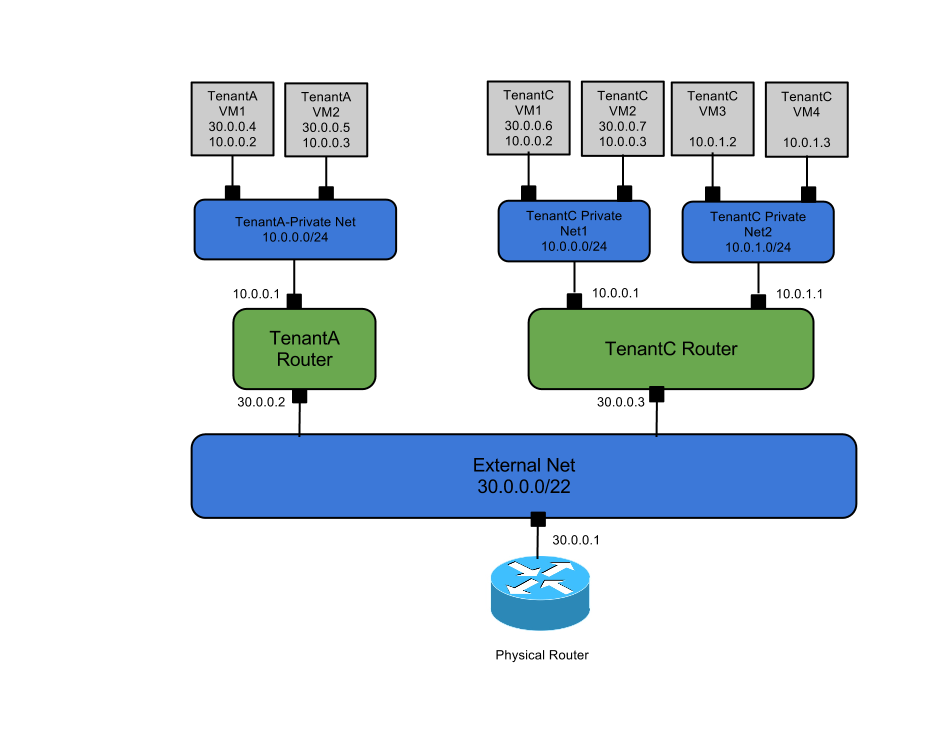 TenantA
VM1
30.0.0.4
10.0.0.2
TenantA
VM2
30.0.0.5
10.0.0.3
TenantC
VM1
30.0.0.6
10.0.0.2
TenantC
VM2
30.0.0.7
10.0.0.3
TenantC
VM3
10.0.1.2
TenantC
VM4
10.0.1.3
TenantA-Private Net
10.0.0.0/24
TenantC Private
Net1
10.0.0.0/24
TenantC Private
Net2
10.0.1.0/24
10.0.0.1
10.0.0.1
10.0.1.1
TenantA
Router
TenantC Router
30.0.0.2
30.0.0.3
External Net
30.0.0.0/22
30.0.0.1
Physical Router